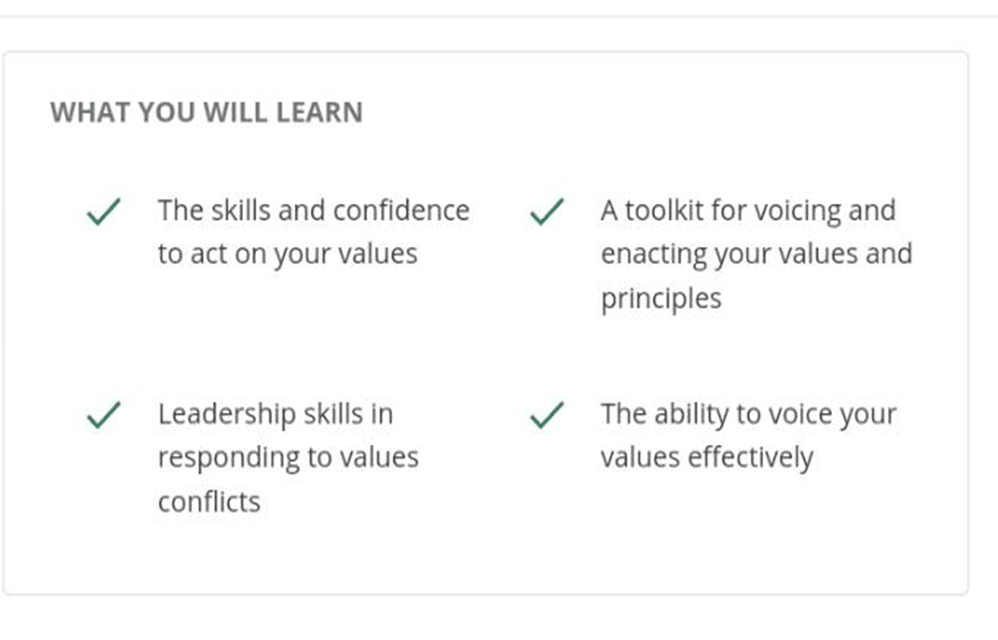 WHAT YOU WILL LEARN
The skills and confidence
to act on your values
A toolkit for voicing and
enacting your values and
principles
Leadership skills in
responding to values
conflicts
The ability to voice your
values effectively